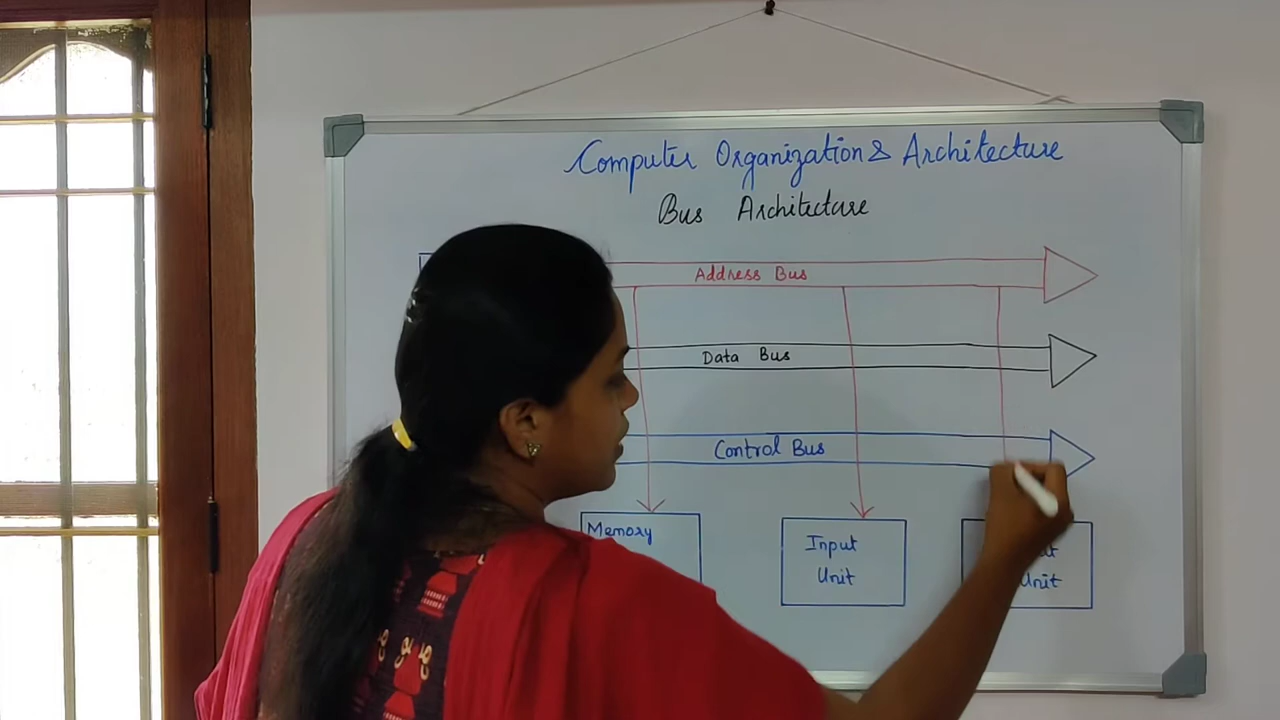 Computer Organization & Architecture
Bus Architecture
Address Bus
Data Bus
Control Bus
Memory
Input
Unit
Unit